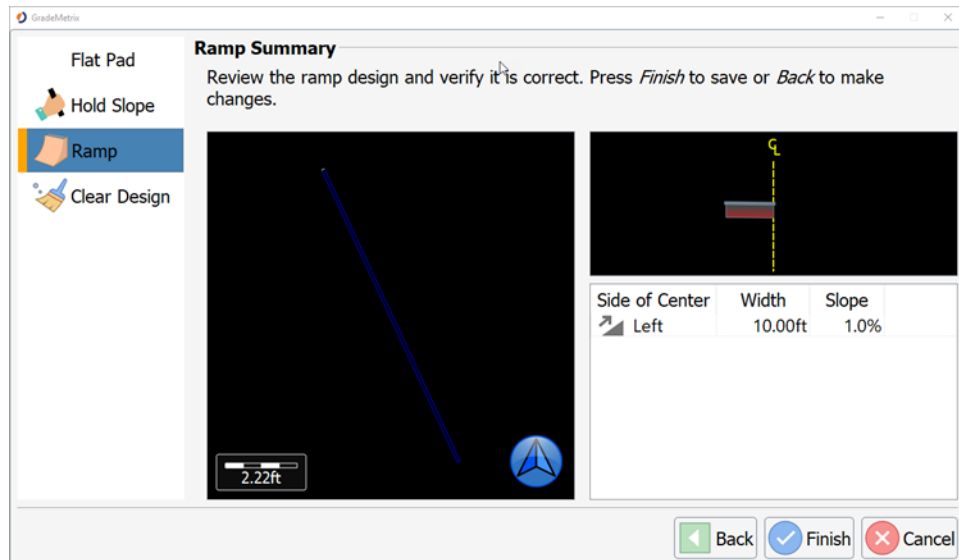 GradeMetrix
Flat Pad
Hold Slope
Ramp
Clear Design
Ramp Summary
Review the ramp design and verify it is correct. Press Finish to save or Back to make
changes.
2.22ft
CL
Side of Center Width Slope
Left 10.00ft 1.0%
Back Finish Cancel